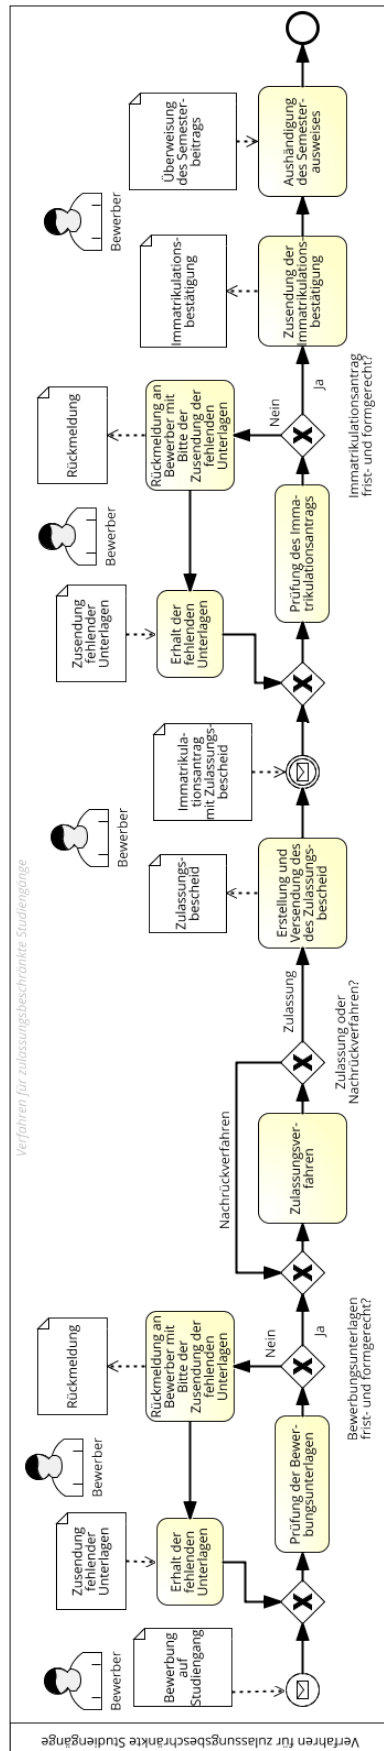 Verfahren für zulassungsbeschränkte Studiengänge
Verfahren für zulassungsbeschränkte Studiengänge
Bewerber
Bewerbung
auf
Studiengang
Zusendung
fehlender
Unterlagen
Erhalt der
fehlenden
Unterlagen
Prüfung der Bewer-
bungsunterlagen
Bewerber
Rückmeldung
Rückmeldung an
Bewerber mit
Bitte der
Zusendung der
fehlenden
Unterlagen
Nein
Ja
Bewerbungsunterlagen
frist- und formgerecht?
Nachrückverfahren
Zulassungsver-
fahren
Zulassung
Zulassung oder
Nachrückverfahren?
Zulassungs-
bescheid
Erstellung und
Versendung des
des Zulassungs-
bescheid
Bewerber
Immatrikula-
tionsantrag
mit Zulassungs-
bescheid
Zusendung
fehlender
Unterlagen
Erhalt der
fehlenden
Unterlagen
Prüfung des Imma-
trikulationsantrags
Bewerber
Rückmeldung
Rückmeldung an
Bewerber mit
Bitte der
Zusendung der
fehlenden
Unterlagen
Nein
Ja
Immatrikulationsantrag
frist- und formgerecht?
Immatrikulations-
bestätigung
Zusendung der
Immatrikulations-
bestätigung
Bewerber
Überweisung
des Semester-
beitrags
Aushändigung
des Semester-
ausweises